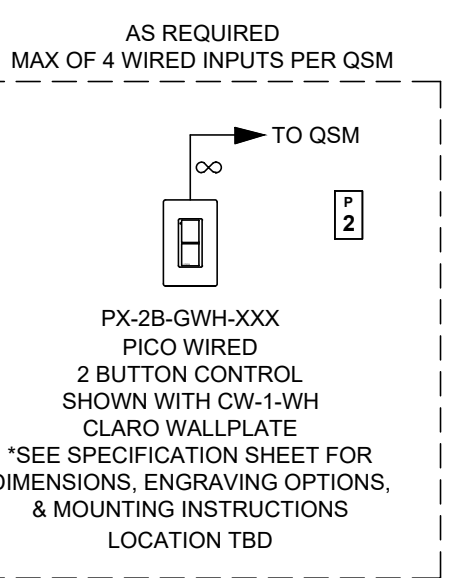 AS REQUIRED
MAX OF 4 WIRED INPUTS PER QSM
TO QSM
∞
P
2
PX-2B-GWH-XXX
PICO WIRED
2 BUTTON CONTROL
SHOWN WITH CW-1-WH
CLARO WALLPLATE
*SEE SPECIFICATION SHEET FOR
DIMENSIONS, ENGRAVING OPTIONS,
& MOUNTING INSTRUCTIONS
LOCATION TBD